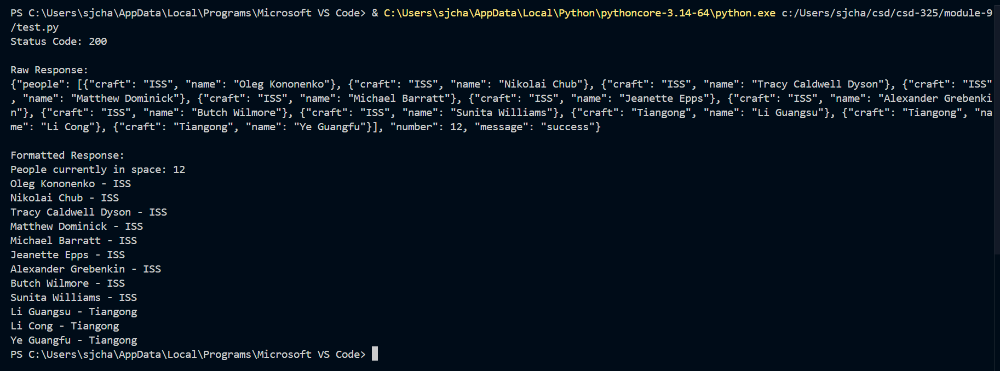 PS C:\Users\sjcha\AppData\Local\Programs\Microsoft VS Code> & C:\Users\sjcha\AppData\Local\Python\pythoncore-3.14-64\python.exe c:/Users/sjcha/csd/csd-325/module-9
/test.py
Status Code: 200
Raw Response:
{"people": [{"craft": "ISS", "name": "Oleg Kononenko"}, {"craft": "ISS", "name": "Nikolai Chub"}, {"craft": "ISS", "name": "Tracy Caldwell Dyson"}, {"craft": "ISS"
, "name": "Matthew Dominick"}, {"craft": "ISS", "name": "Michael Barratt"}, {"craft": "ISS", "name": "Jeanette Epps"}, {"craft": "ISS", "name": "Alexander Grebenki
n"}, {"craft": "ISS", "name": "Butch Wilmore"}, {"craft": "ISS", "name": "Sunita Williams"}, {"craft": "Tiangong", "name": "Li Guangsu"}, {"craft": "Tiangong", "na
me": "Li Cong"}, {"craft": "Tiangong", "name": "Ye Guangfu"}], "number": 12, "message": "success"}
Formatted Response:
People currently in space: 12
Oleg Kononenko - ISS
Nikolai Chub - ISS
Tracy Caldwell Dyson - ISS
Matthew Dominick - ISS
Michael Barratt - ISS
Jeanette Epps - ISS
Alexander Grebenkin - ISS
Butch Wilmore - ISS
Sunita Williams - ISS
Li Guangsu - Tiangong
Li Cong - Tiangong
Ye Guangfu - Tiangong
PS C:\Users\sjcha\AppData\Local\Programs\Microsoft VS Code>